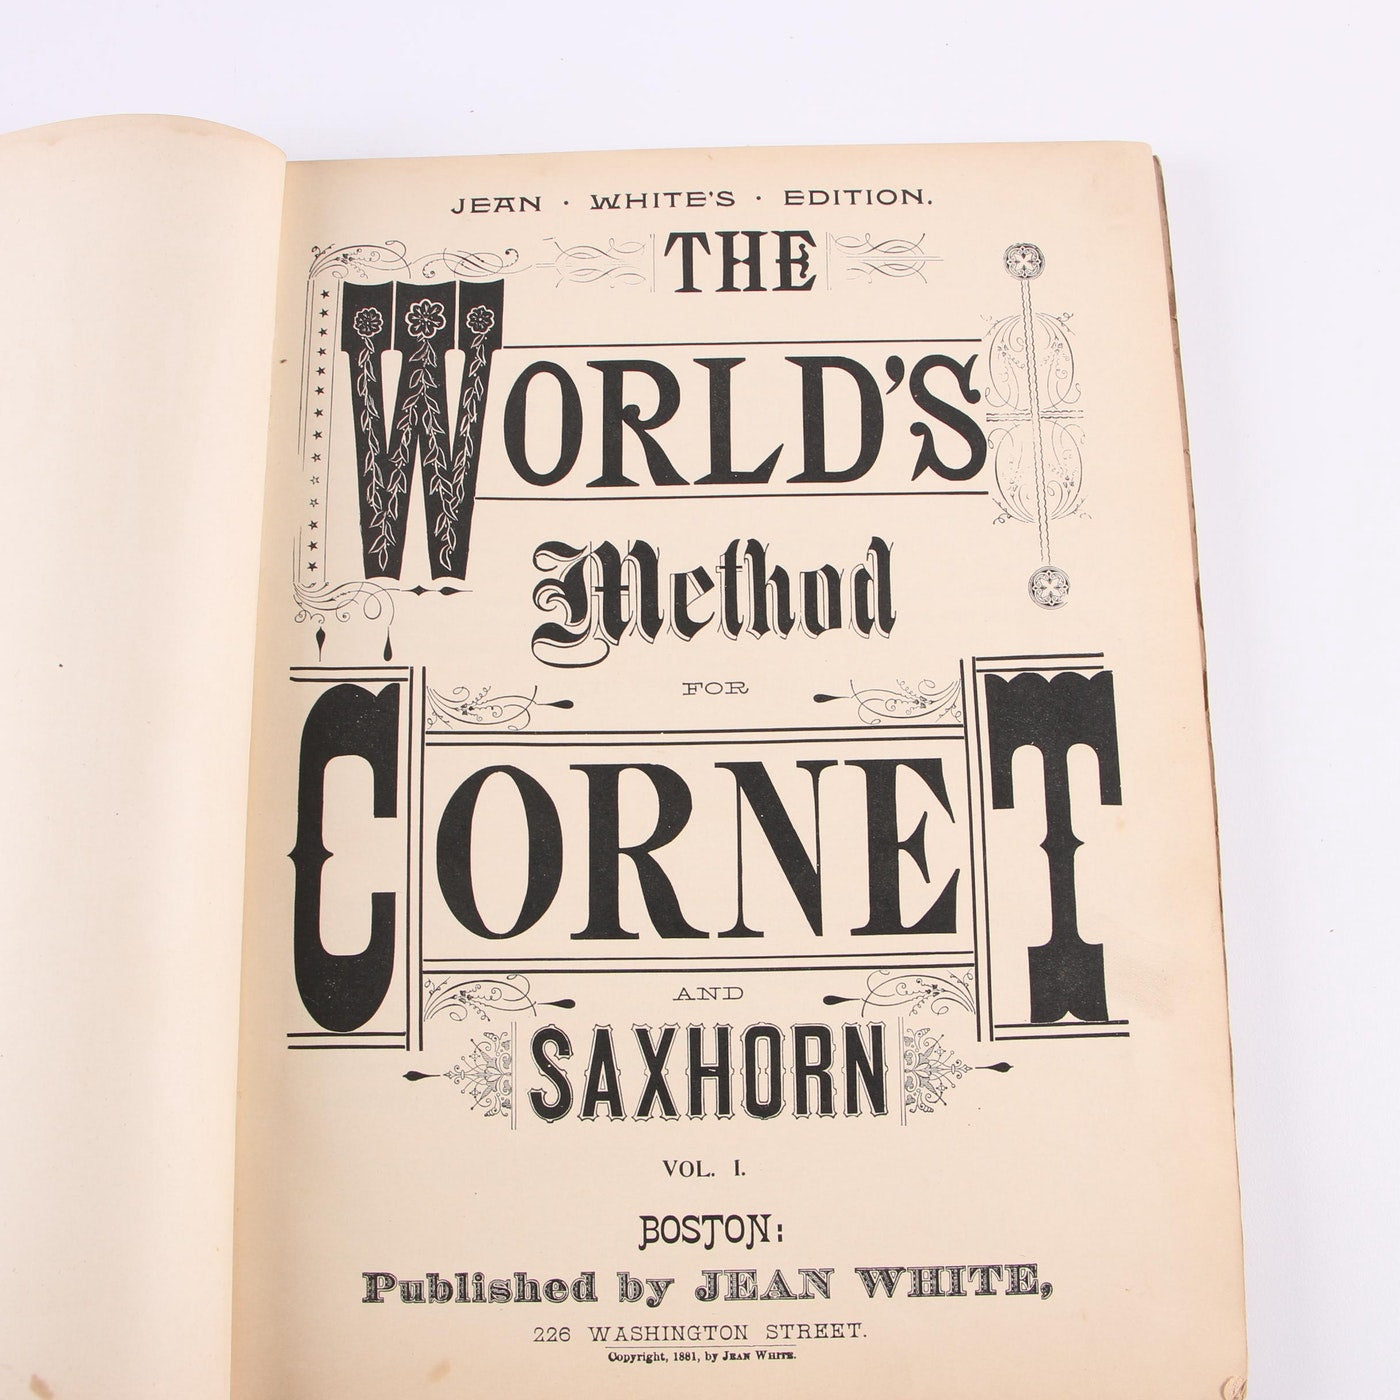 JEAN · WHITE'S · EDITION.
THE
WORLD'S
Method
FOR
CORNET
AND
SAXHORN
VOL. I.
BOSTON:
Published by JEAN WHITE,
226 WASHINGTON STREET.
Copyright, 1881, by JEAN WHITE.